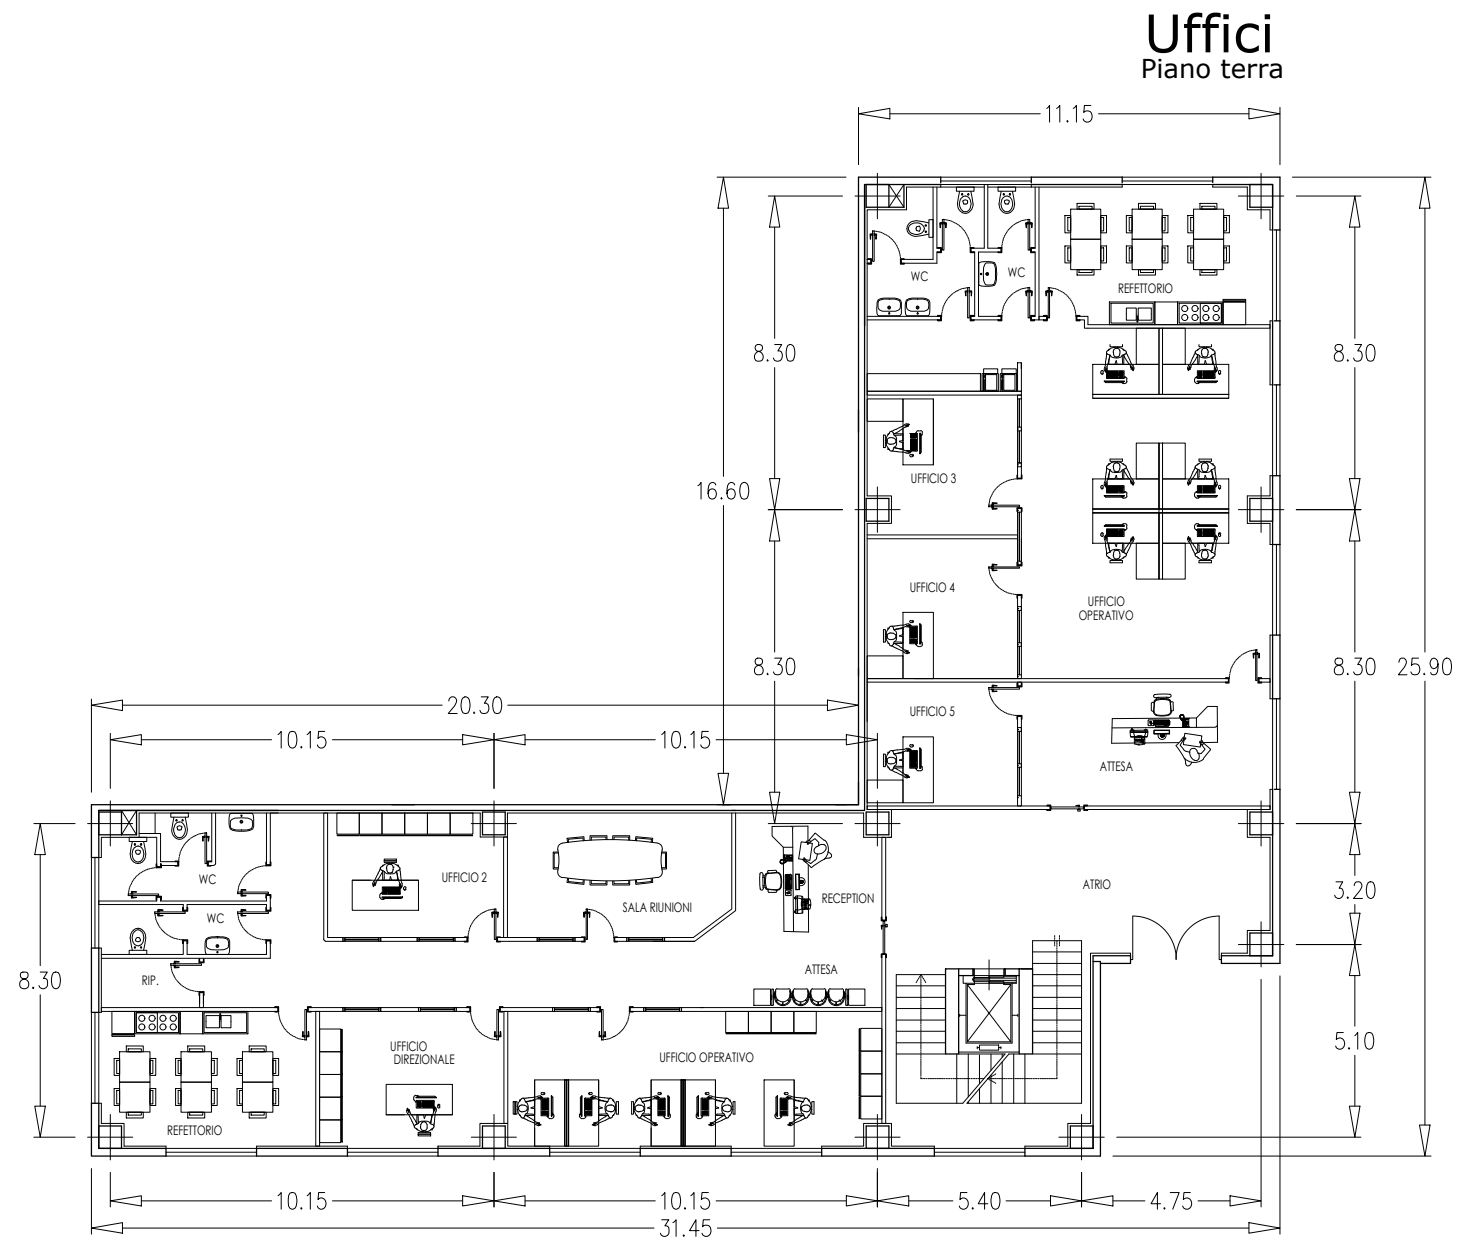 Uffici
Piano terra
11.15
WC
WC
REFETTORIO
8.30
8.30
16.60
UFFICIO 3
UFFICIO 4
UFFICIO
OPERATIVO
8.30
8.30
25.90
20.30
UFFICIO 5
10.15
10.15
ATTESA
WC
UFFICIO 2
SALA RIUNIONI
RECEPTION
ATRIO
3.20
WC
8.30
RIP.
ATTESA
UFFICIO
DIREZIONALE
UFFICIO OPERATIVO
5.10
REFETTORIO
10.15
10.15
5.40
4.75
31.45